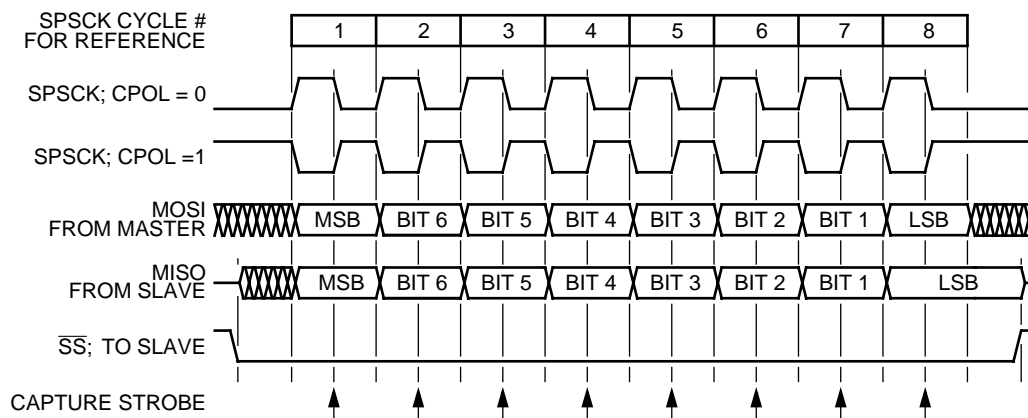 SPSCK CYCLE #
FOR REFERENCE
1 2 3 4 5 6 7 8
SPSCK; CPOL = 0
SPSCK; CPOL =1
MOSI
FROM MASTER
MSB BIT 6 BIT 5 BIT 4 BIT 3 BIT 2 BIT 1 LSB
MISO
FROM SLAVE
MSB BIT 6 BIT 5 BIT 4 BIT 3 BIT 2 BIT 1 LSB
S̅S̅; TO SLAVE
CAPTURE STROBE